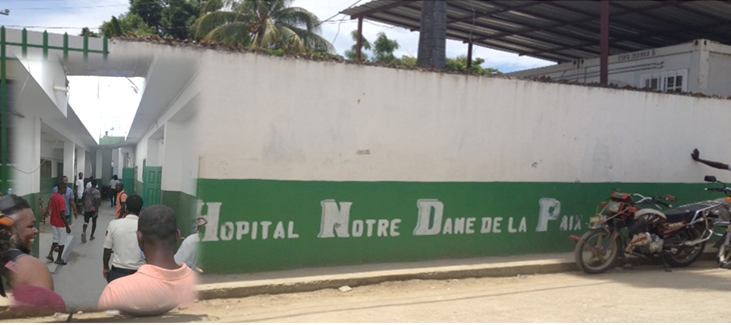 HOPITAL NOTRE DAME DE LA PAIX